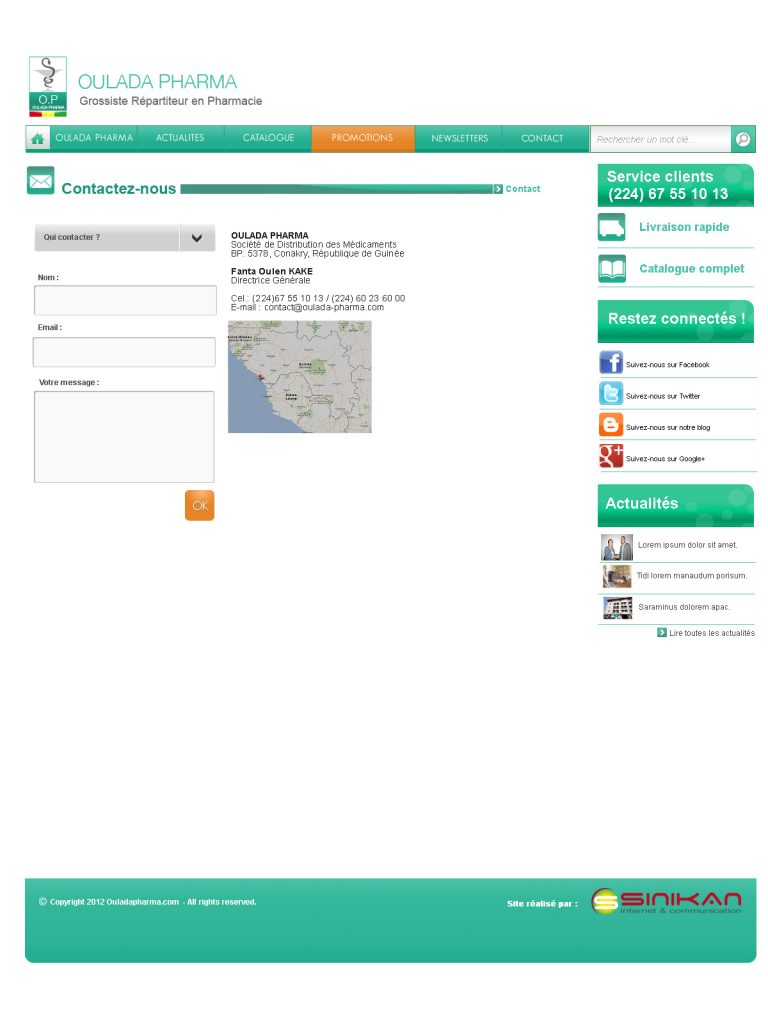 O.P
OULADA PHARMA
OULADA PHARMA
Grossiste Répartiteur en Pharmacie
OULADA PHARMA ACTUALITES CATALOGUE PROMOTIONS NEWSLETTERS CONTACT Rechercher un mot clé...
Contactez-nous Contact
Qui contacter ?
Nom :
Email :
Votre message :
OK
OULADA PHARMA
Société de Distribution des Médicaments
BP: 5378, Conakry, République de Guinée
Fanta Oulen KAKE
Directrice Générale
Cel.: (224)67 55 10 13 / (224) 60 23 60 00
E-mail : contact@oulada-pharma.com
Guinea
Sierra
Leone
Service clients
(224) 67 55 10 13
Livraison rapide
Catalogue complet
Restez connectés !
Suivez-nous sur Facebook
Suivez-nous sur Twitter
Suivez-nous sur notre blog
Suivez-nous sur Google+
Actualités
Lorem ipsum dolor sit amet.
Tidi lorem manaudum porisum.
Saraminus dolorem apac.
Lire toutes les actualités
© Copyright 2012 Ouladapharma.com - All rights reserved.
Site réalisé par :
SINIKAN
internet & communication